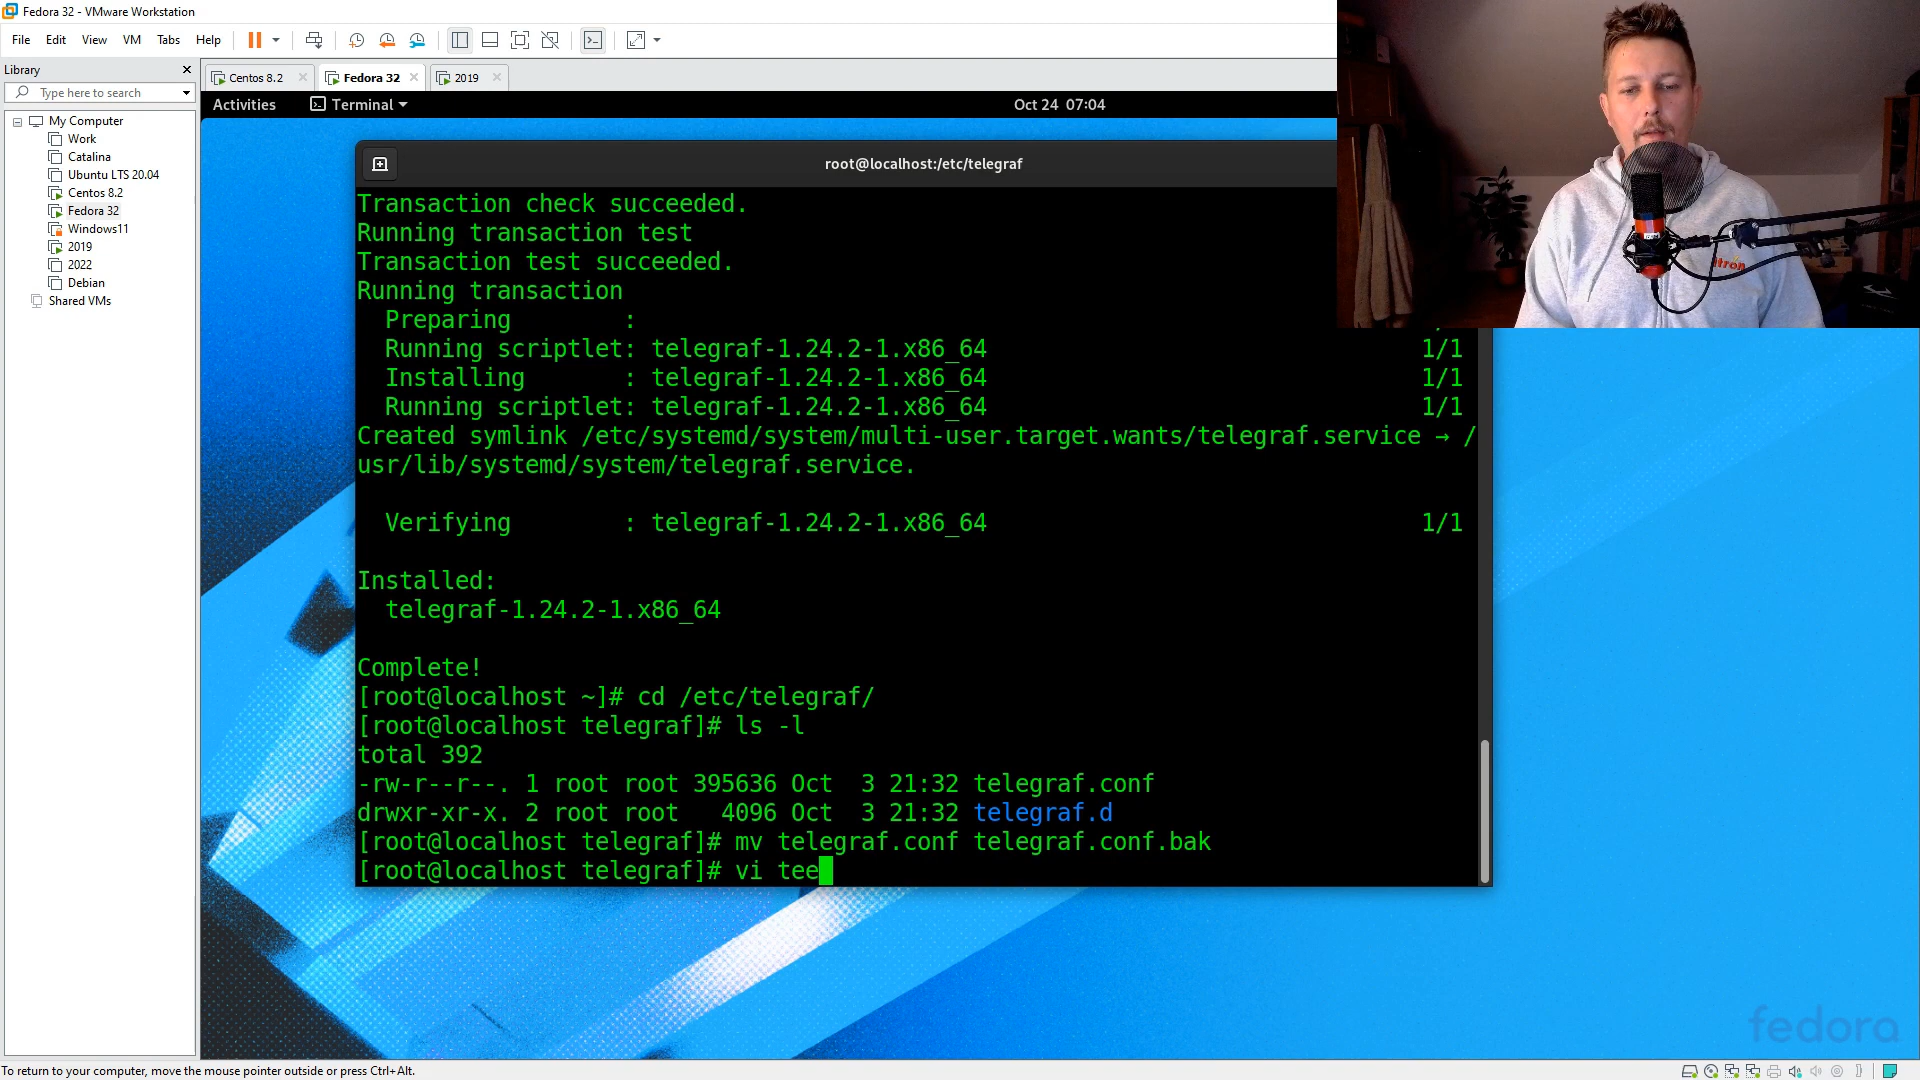 Fedora 32 - VMware Workstation
File Edit View VM Tabs Help
Library
Type here to search
My Computer
Work
Catalina
Ubuntu LTS 20.04
Centos 8.2
Fedora 32
Windows11
2019
2022
Debian
Shared VMs
Centos 8.2 Fedora 32 2019
Activities Terminal Oct 24 07:04
root@localhost:/etc/telegraf
Transaction check succeeded.
Running transaction test
Transaction test succeeded.
Running transaction
Preparing :
Running scriptlet: telegraf-1.24.2-1.x86_64 1/1
Installing : telegraf-1.24.2-1.x86_64 1/1
Running scriptlet: telegraf-1.24.2-1.x86_64 1/1
Created symlink /etc/systemd/system/multi-user.target.wants/telegraf.service → /
usr/lib/systemd/system/telegraf.service.
Verifying : telegraf-1.24.2-1.x86_64 1/1
Installed:
telegraf-1.24.2-1.x86_64
Complete!
[root@localhost ~]# cd /etc/telegraf/
[root@localhost telegraf]# ls -l
total 392
-rw-r--r--. 1 root root 395636 Oct 3 21:32 telegraf.conf
drwxr-xr-x. 2 root root 4096 Oct 3 21:32 telegraf.d
[root@localhost telegraf]# mv telegraf.conf telegraf.conf.bak
[root@localhost telegraf]# vi tee
fedora
To return to your computer, move the mouse pointer outside or press Ctrl+Alt.